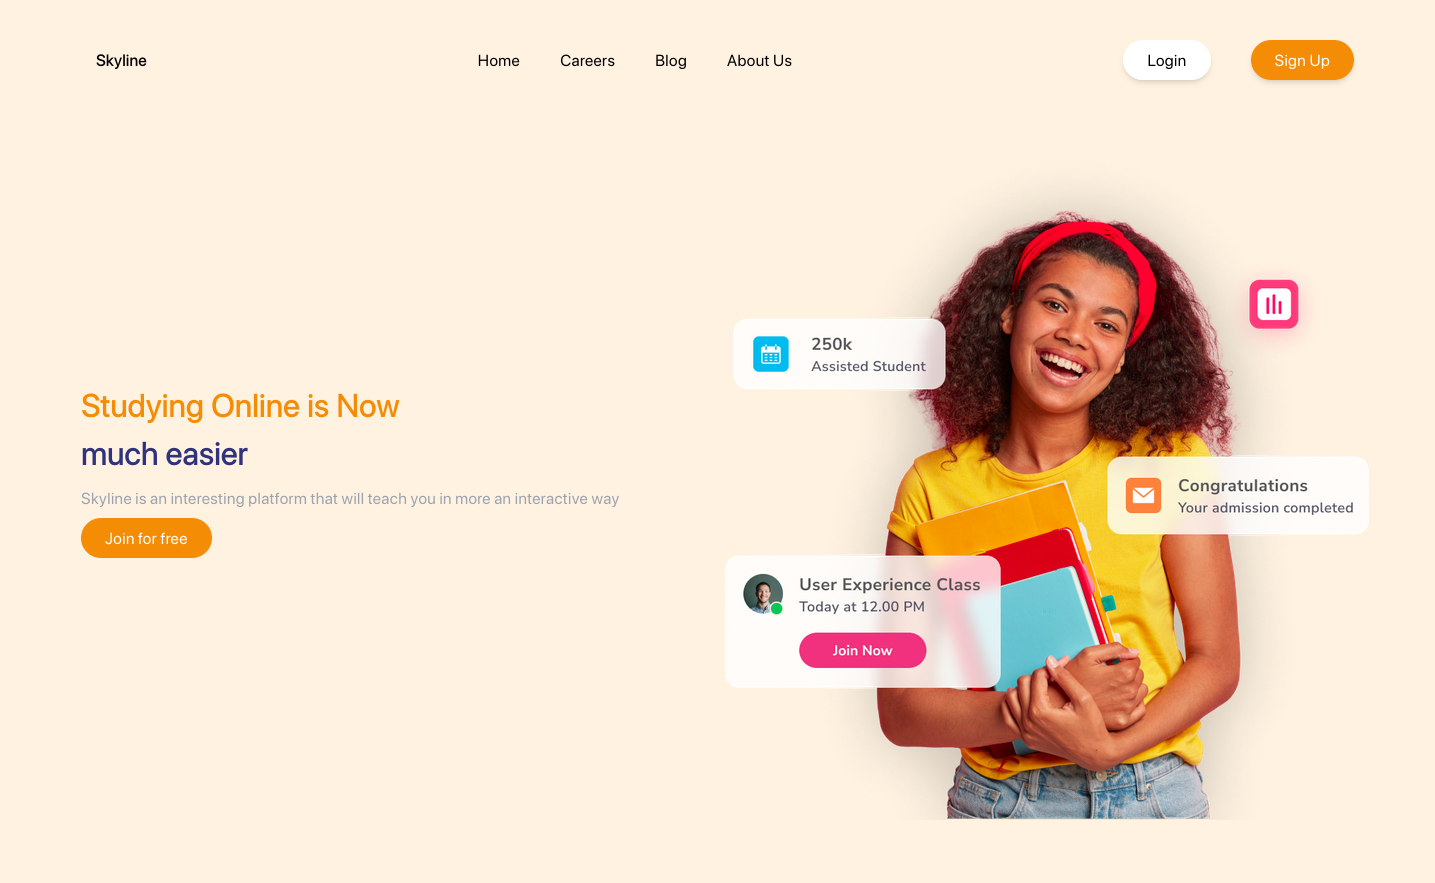 Skyline
Home
Careers
Blog
About Us
Login
Sign Up
Studying Online is Now
much easier
Skyline is an interesting platform that will teach you in more an interactive way
Join for free
250k
Assisted Student
Congratulations
Your admission completed
User Experience Class
Today at 12.00 PM
Join Now